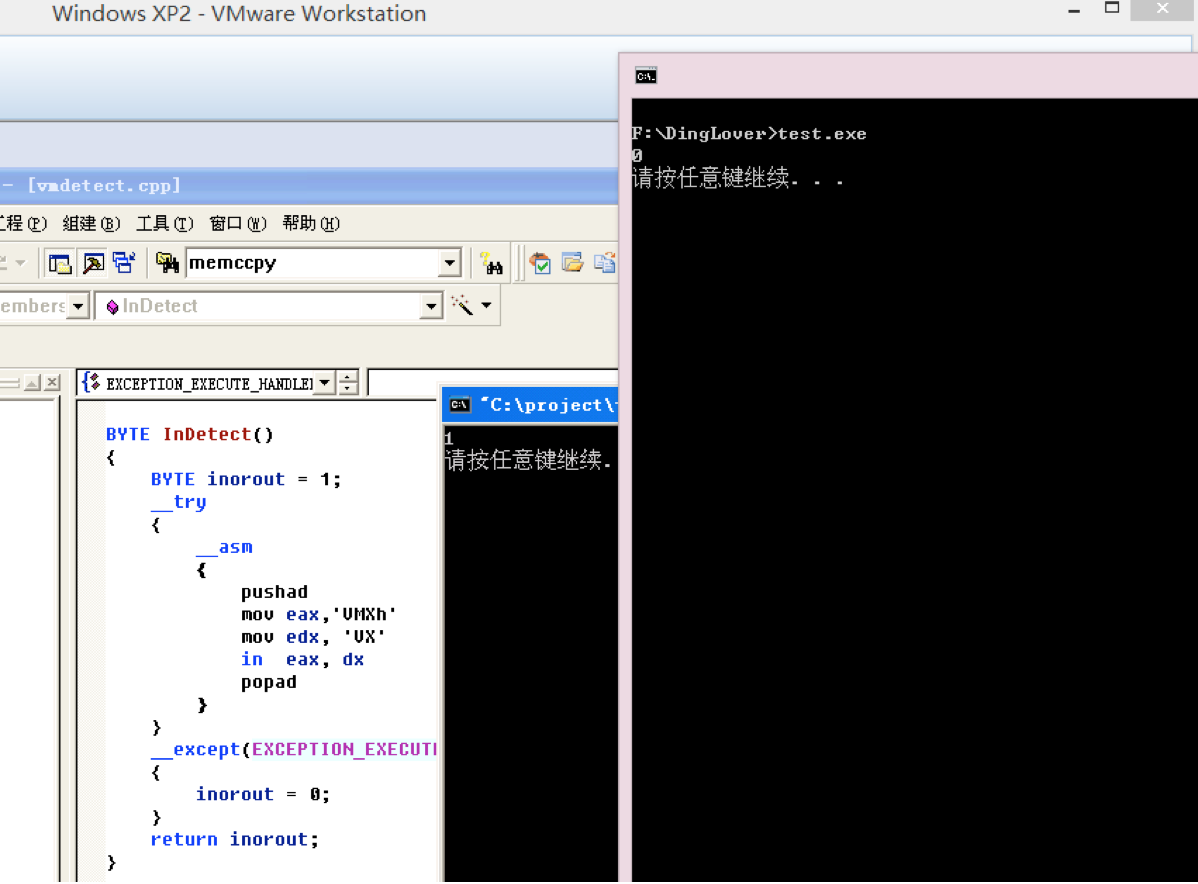 Windows XP2 - VMware Workstation
- [vmdetect.cpp]
工程(P) 组建(B) 工具(T) 窗口(W) 帮助(H)
memccpy
embers
InDetect
EXCEPTION_EXECUTE_HANDLE
BYTE InDetect()
{
BYTE inorout = 1;
__try
{
__asm
{
pushad
mov eax,'VMXh'
mov edx, 'VX'
in eax, dx
popad
}
}
__except(EXCEPTION_EXECUT
{
inorout = 0;
}
return inorout;
}
"C:\project\
1
请按任意键继续.
F:\DingLover>test.exe
0
请按任意键继续. . .